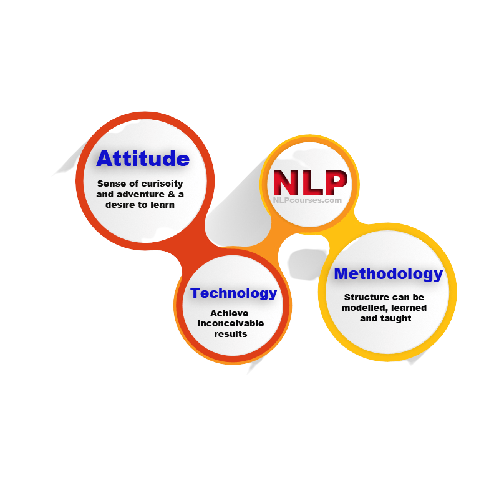 Attitude
Sense of curisoity
and adventure & a
desire to learn
NLP
NLPcourses.com
Technology
Achieve
inconceivable
results
Methodology
Structure can be
modelled, learned
and taught